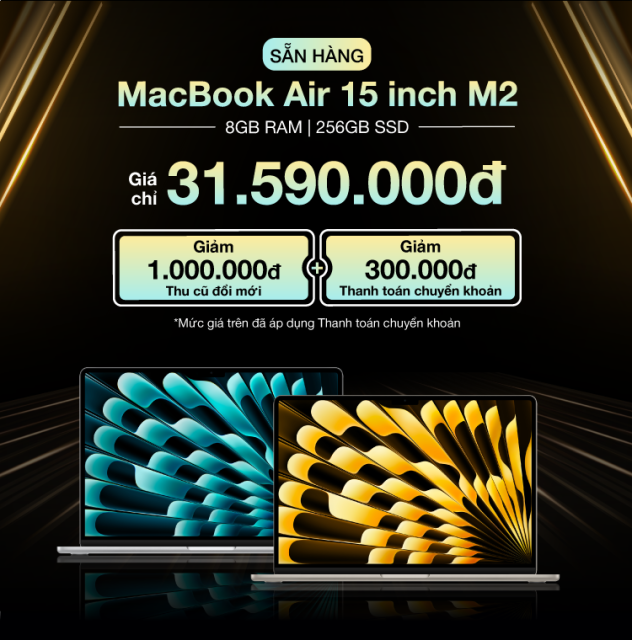 SẴN HÀNG
MacBook Air 15 inch M2
8GB RAM | 256GB SSD
Giá chỉ 31.590.000đ
Giảm
1.000.000đ
Thu cũ đổi mới
+
Giảm
300.000đ
Thanh toán chuyển khoản
*Mức giá trên đã áp dụng Thanh toán chuyển khoản